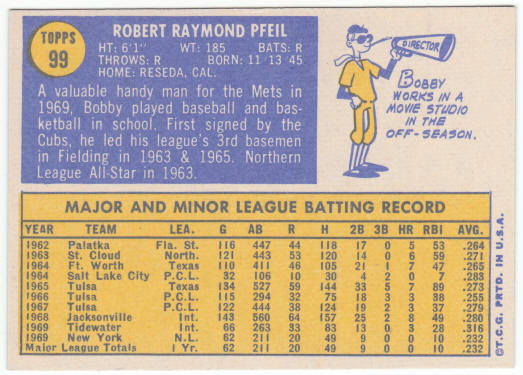 TOPPS
99
ROBERT RAYMOND PFEIL
HT: 6'1" WT: 185 BATS: R
THROWS: R BORN: 11 13 45
HOME: RESEDA, CAL.
A valuable handy man for the Mets in
1969, Bobby played baseball and bas-
ketball in school. First signed by the
Cubs, he led his league's 3rd basemen
in Fielding in 1963 & 1965. Northern
League All-Star in 1963.
DIRECTOR
BOBBY
WORKS IN A
MOVIE STUDIO
IN THE
OFF-SEASON.
MAJOR AND MINOR LEAGUE BATTING RECORD
YEAR TEAM LEA. G AB R H 2B 3B HR RBI AVG.
1962 Palatka Fla. St. 116 447 44 118 17 0 5 53 .264
1963 St. Cloud North. 121 443 53 120 14 0 6 59 .271
1964 Ft. Worth Texas 110 411 46 105 21 1 7 47 .265
1964 Salt Lake City P.C.L. 32 106 10 30 4 2 0 7 .283
1965 Tulsa Texas 134 527 59 144 33 5 7 89 .273
1966 Tulsa P.C.L. 115 294 32 75 18 3 3 38 .255
1967 Tulsa P.C.L. 122 444 38 124 19 2 3 37 .279
1968 Jacksonville Int. 143 560 64 157 25 2 8 49 .280
1969 Tidewater Int. 66 263 33 83 13 0 3 28 .316
1969 New York N.L. 62 211 20 49 9 0 0 10 .232
Major League Totals 1 Yr. 62 211 20 49 9 0 0 10 .232
©T.C.G. PRTD. IN U.S.A.